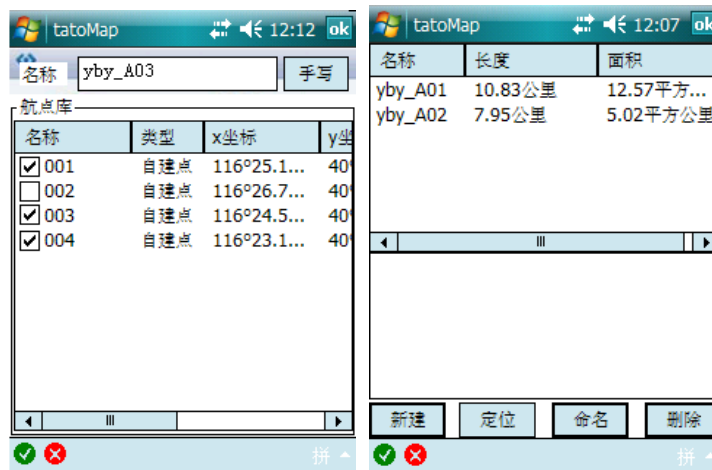 tatoMap 12:12 ok
名称 yby_A03 手写
航点库
名称 类型 x坐标 y坐
001 自建点 116°25.1... 40°
002 自建点 116°26.7... 40°
003 自建点 116°24.5... 40°
004 自建点 116°23.1... 40°
拼
tatoMap 12:07 ok
名称 长度 面积
yby_A01 10.83公里 12.57平方...
yby_A02 7.95公里 5.02平方公里
新建 定位 命名 删除
拼